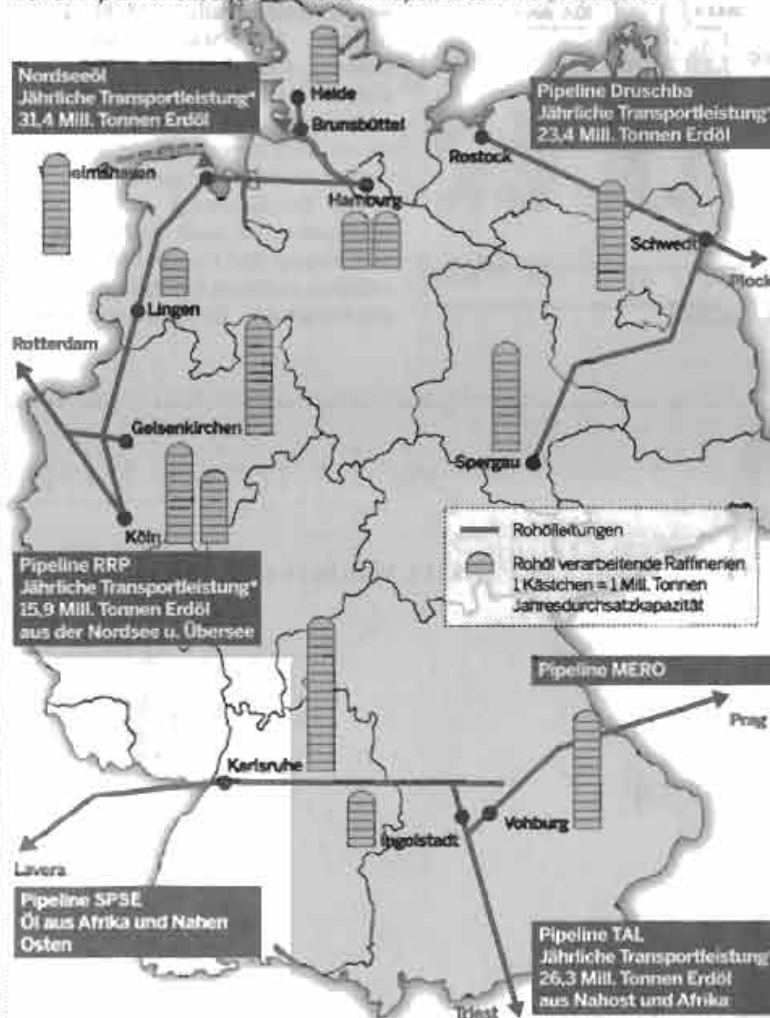 Nordseeöl
Jährliche Transportleistung*
31,4 Mill. Tonnen Erdöl
Heide
Brunsbüttel
Pipeline Druschba
Jährliche Transportleistung*
23,4 Mill. Tonnen Erdöl
Rostock
Hamburg
Schwedt
Plock
Lingen
Rotterdam
Gelsenkirchen
Spergau
Köln
Rohölleitungen
Rohöl verarbeitende Raffinerien
1 Kästchen = 1 Mill. Tonnen
Jahresdurchsatzkapazität
Pipeline RRP
Jährliche Transportleistung*
15,9 Mill. Tonnen Erdöl
aus der Nordsee u. Übersee
Pipeline MERO
Prag
Karlsruhe
Ingolstadt
Vohburg
Lavera
Pipeline SPSE
Öl aus Afrika und Nahen
Osten
Pipeline TAL
Jährliche Transportleistung*
26,3 Mill. Tonnen Erdöl
aus Nahost und Afrika
Triest